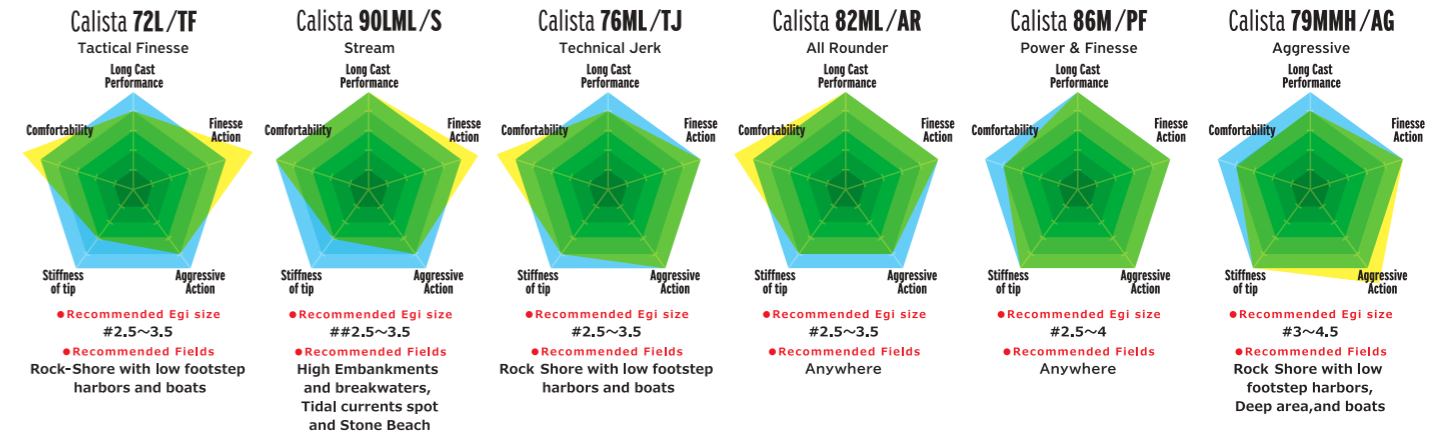 Calista 72L/TF
Tactical Finesse
Long Cast
Performance
Comfortability
Finesse
Action
Stiffness
of tip
Aggressive
Action
●Recommended Egi size
#2.5～3.5
●Recommended Fields
Rock-Shore with low footstep
harbors and boats
Calista 90LML/S
Stream
Long Cast
Performance
Comfortability
Finesse
Action
Stiffness
of tip
Aggressive
Action
●Recommended Egi size
##2.5～3.5
●Recommended Fields
High Embankments
and breakwaters,
Tidal currents spot
and Stone Beach
Calista 76ML/TJ
Technical Jerk
Long Cast
Performance
Comfortability
Finesse
Action
Stiffness
of tip
Aggressive
Action
●Recommended Egi size
#2.5～3.5
●Recommended Fields
Rock Shore with low footstep
harbors and boats
Calista 82ML/AR
All Rounder
Long Cast
Performance
Comfortability
Finesse
Action
Stiffness
of tip
Aggressive
Action
●Recommended Egi size
#2.5～3.5
●Recommended Fields
Anywhere
Calista 86M/PF
Power & Finesse
Long Cast
Performance
Comfortability
Finesse
Action
Stiffness
of tip
Aggressive
Action
●Recommended Egi size
#2.5～4
●Recommended Fields
Anywhere
Calista 79MMH/AG
Aggressive
Long Cast
Performance
Comfortability
Finesse
Action
Stiffness
of tip
Aggressive
Action
●Recommended Egi size
#3～4.5
●Recommended Fields
Rock Shore with low
footstep harbors,
Deep area,and boats